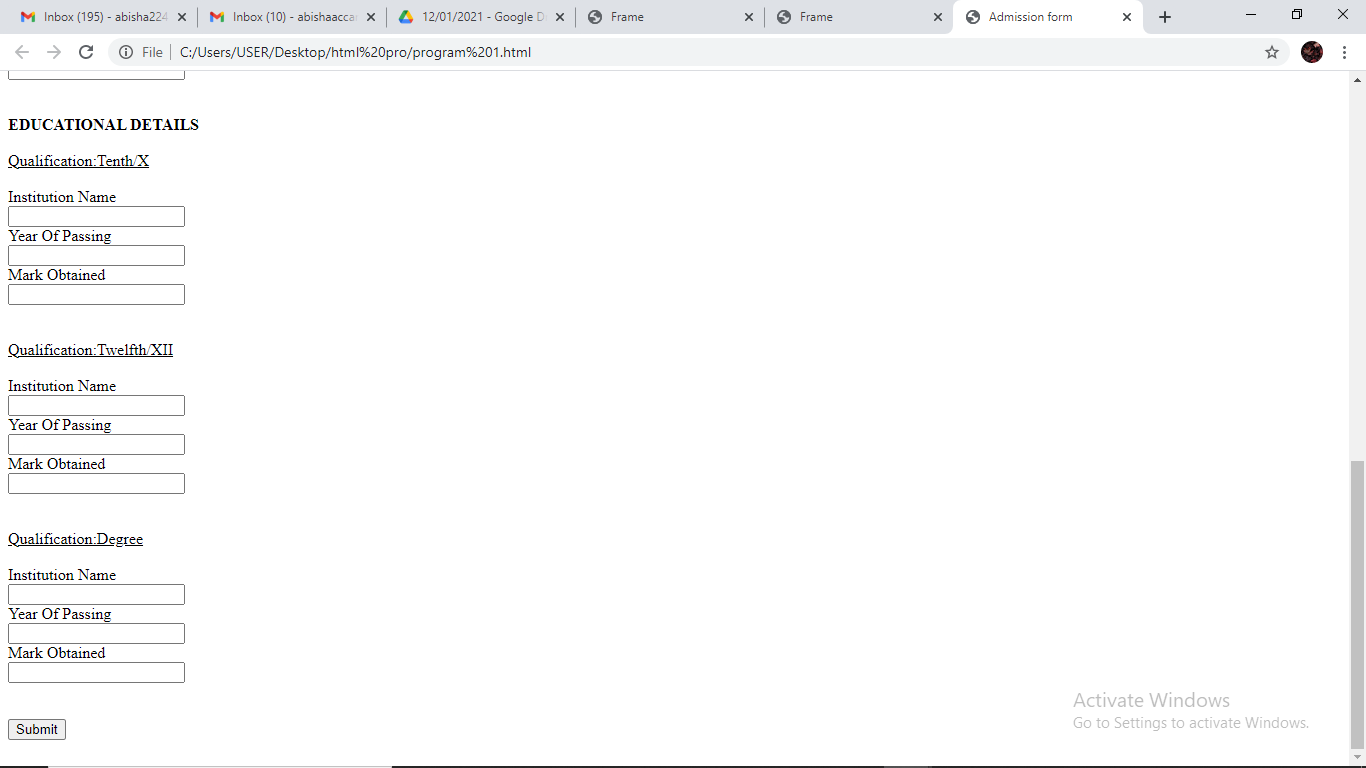 Inbox (195) - abisha224
Inbox (10) - abishaacca
12/01/2021 - Google D
Frame
Frame
Admission form
File
C:/Users/USER/Desktop/html%20pro/program%201.html
EDUCATIONAL DETAILS
Qualification:Tenth/X
Institution Name
Year Of Passing
Mark Obtained
Qualification:Twelfth/XII
Institution Name
Year Of Passing
Mark Obtained
Qualification:Degree
Institution Name
Year Of Passing
Mark Obtained
Submit
Activate Windows
Go to Settings to activate Windows.